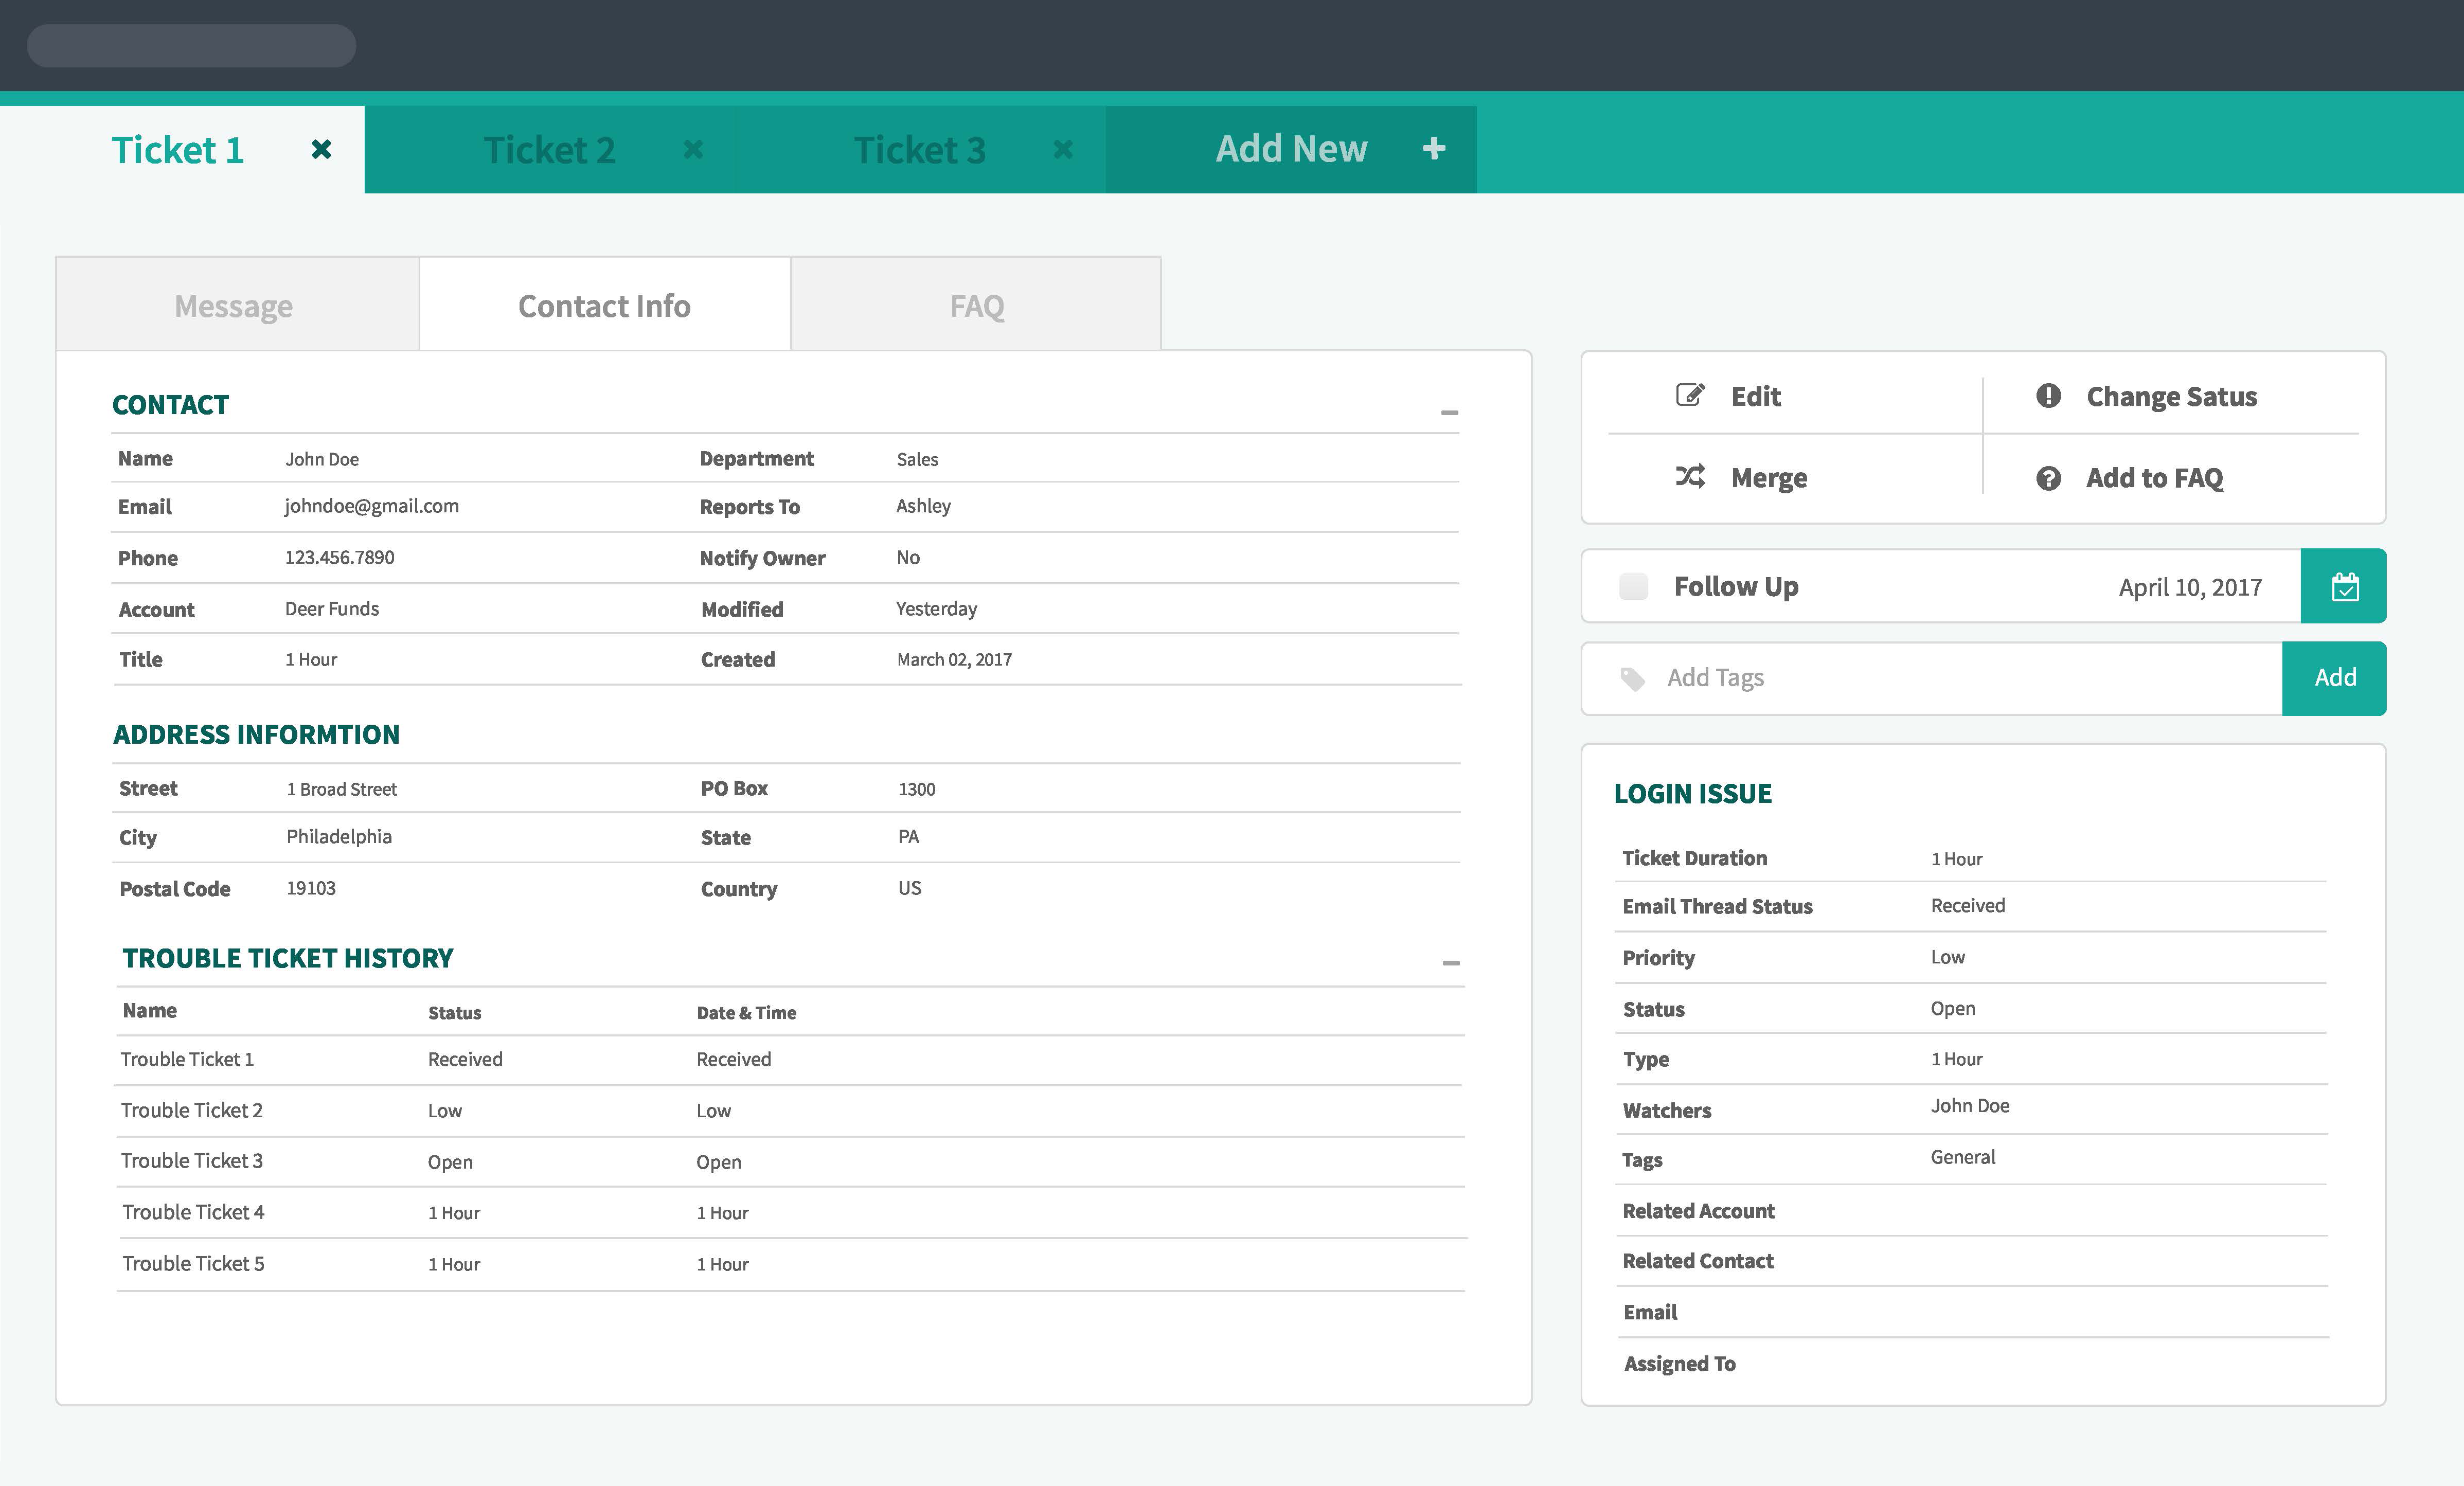 Ticket 1 Ticket 2 Ticket 3 Add New
Message Contact Info FAQ
CONTACT
Name John Doe Department Sales
Email johndoe@gmail.com Reports To Ashley
Phone 123.456.7890 Notify Owner No
Account Deer Funds Modified Yesterday
Title 1 Hour Created March 02, 2017
ADDRESS INFORMTION
Street 1 Broad Street PO Box 1300
City Philadelphia State PA
Postal Code 19103 Country US
TROUBLE TICKET HISTORY
Name Status Date & Time
Trouble Ticket 1 Received Received
Trouble Ticket 2 Low Low
Trouble Ticket 3 Open Open
Trouble Ticket 4 1 Hour 1 Hour
Trouble Ticket 5 1 Hour 1 Hour
Edit Change Satus
Merge Add to FAQ
Follow Up April 10, 2017
Add Tags Add
LOGIN ISSUE
Ticket Duration 1 Hour
Email Thread Status Received
Priority Low
Status Open
Type 1 Hour
Watchers John Doe
Tags General
Related Account
Related Contact
Email
Assigned To